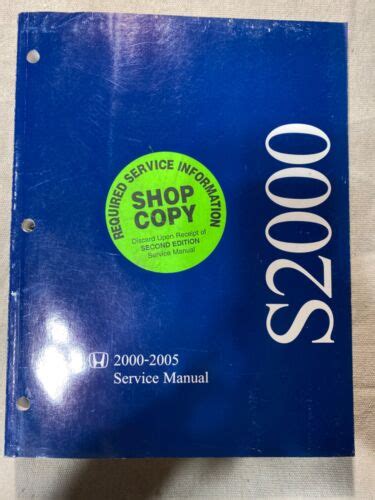 REQUIRED SERVICE INFORMATION
SHOP
COPY
Discard Upon Receipt of
SECOND EDITION
Service Manual
S2000
2000-2005
Service Manual